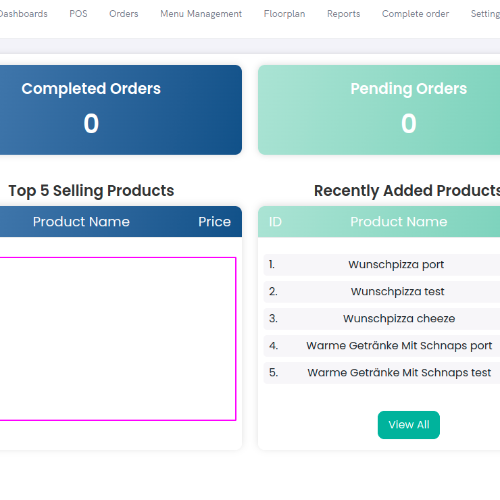 Dashboards POS Orders Menu Management Floorplan Reports Complete order Setting
Completed Orders
0
Pending Orders
0
Top 5 Selling Products
Product Name Price
Recently Added Products
ID Product Name
1. Wunschpizza port
2. Wunschpizza test
3. Wunschpizza cheeze
4. Warme Getränke Mit Schnaps port
5. Warme Getränke Mit Schnaps test
View All